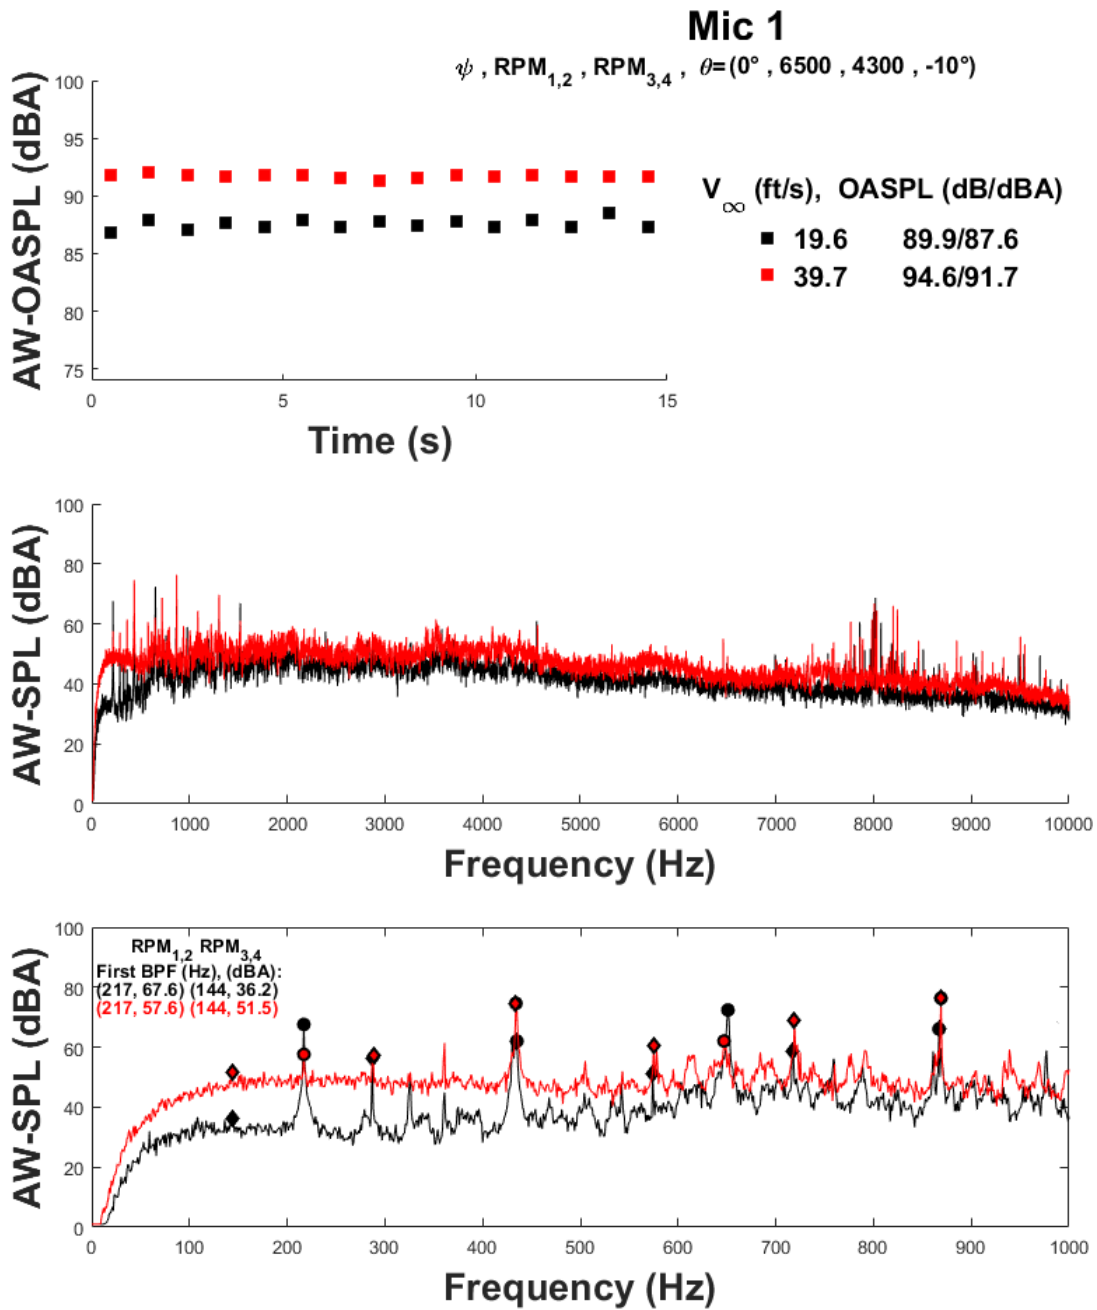 Mic 1
ψ , RPM1,2 , RPM3,4 , θ=(0° , 6500 , 4300 , -10°)
AW-OASPL (dBA)
100
95
90
85
80
75
0 5 10 15
Time (s)
V∞ (ft/s), OASPL (dB/dBA)
19.6 89.9/87.6
39.7 94.6/91.7
AW-SPL (dBA)
100
80
60
40
20
0
0 1000 2000 3000 4000 5000 6000 7000 8000 9000 10000
Frequency (Hz)
AW-SPL (dBA)
100
80
60
40
20
0
RPM1,2 RPM3,4
First BPF (Hz), (dBA):
(217, 67.6) (144, 36.2)
(217, 57.6) (144, 51.5)
0 100 200 300 400 500 600 700 800 900 1000
Frequency (Hz)